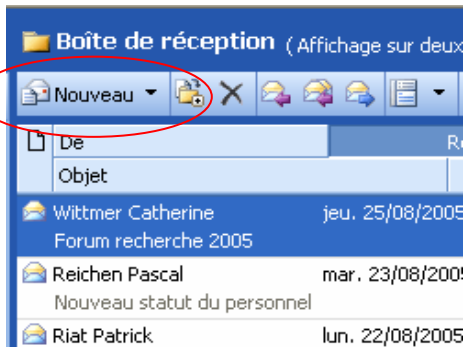 Boîte de réception (Affichage sur deux
Nouveau
De
Objet
Wittmer Catherine jeu. 25/08/2005
Forum recherche 2005
Reichen Pascal mar. 23/08/2005
Nouveau statut du personnel
Riat Patrick lun. 22/08/2005